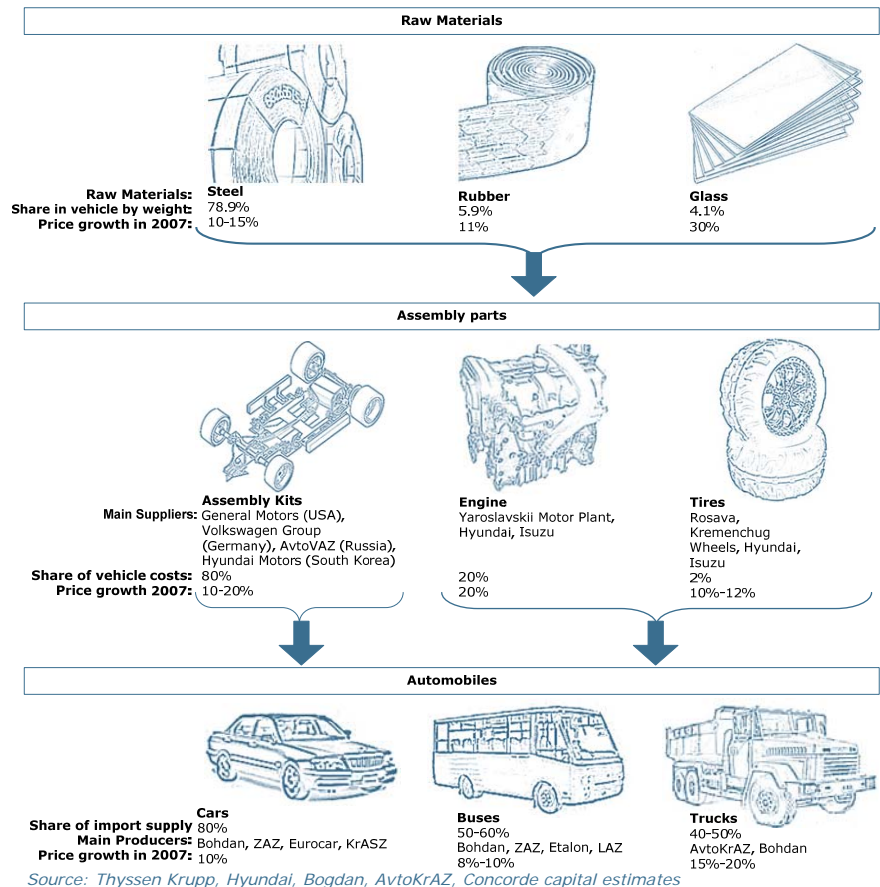 Raw Materials
Raw Materials: Steel Rubber Glass
Share in vehicle by weight: 78.9% 5.9% 4.1%
Price growth in 2007: 10-15% 11% 30%
Assembly parts
Assembly Kits Engine Tires
Main Suppliers: General Motors (USA), Yaroslavskii Motor Plant, Rosava,
Volkswagen Group Hyundai, Isuzu Kremenchug
(Germany), AvtoVAZ (Russia), Wheels, Hyundai,
Hyundai Motors (South Korea) Isuzu
Share of vehicle costs: 80% 20% 2%
Price growth 2007: 10-20% 20% 10%-12%
Automobiles
Cars Buses Trucks
Share of import supply 80% 50-60% 40-50%
Main Producers: Bohdan, ZAZ, Eurocar, KrASZ Bohdan, ZAZ, Etalon, LAZ AvtoKrAZ, Bohdan
Price growth in 2007: 10% 8%-10% 15%-20%
Source: Thyssen Krupp, Hyundai, Bogdan, AvtoKrAZ, Concorde capital estimates